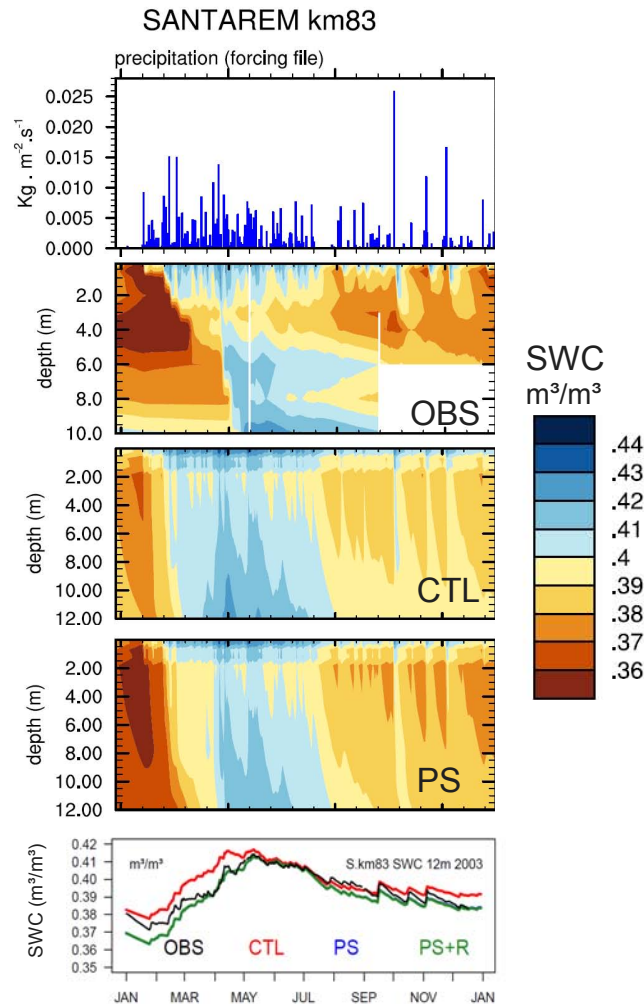 SANTAREM km83
precipitation (forcing file)
Kg . m⁻² .s⁻¹
0.025
0.020
0.015
0.010
0.005
0.000
depth (m)
2.0
4.0
6.0
8.0
10.0
OBS
SWC
m³/m³
.44
.43
.42
.41
.4
.39
.38
.37
.36
depth (m)
2.00
4.00
6.00
8.00
10.00
12.00
CTL
depth (m)
2.00
4.00
6.00
8.00
10.00
12.00
PS
SWC (m³/m³)
0.42
0.41
0.40
0.39
0.38
0.37
0.36
0.35
m³/m³
S.km83 SWC 12m 2003
OBS CTL PS PS+R
JAN MAR MAY JUL SEP NOV JAN